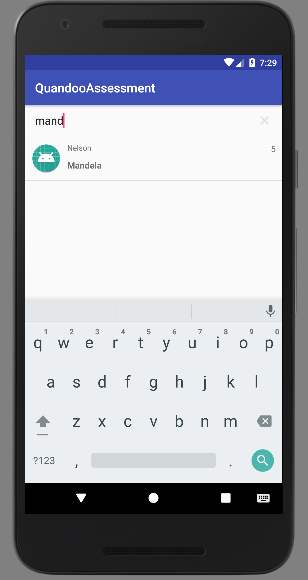 7:29
QuandooAssessment
mand
Nelson
5
Mandela
1 2 3 4 5 6 7 8 9 0
q w e r t y u i o p
a s d f g h j k l
z x c v b n m
?123 , .